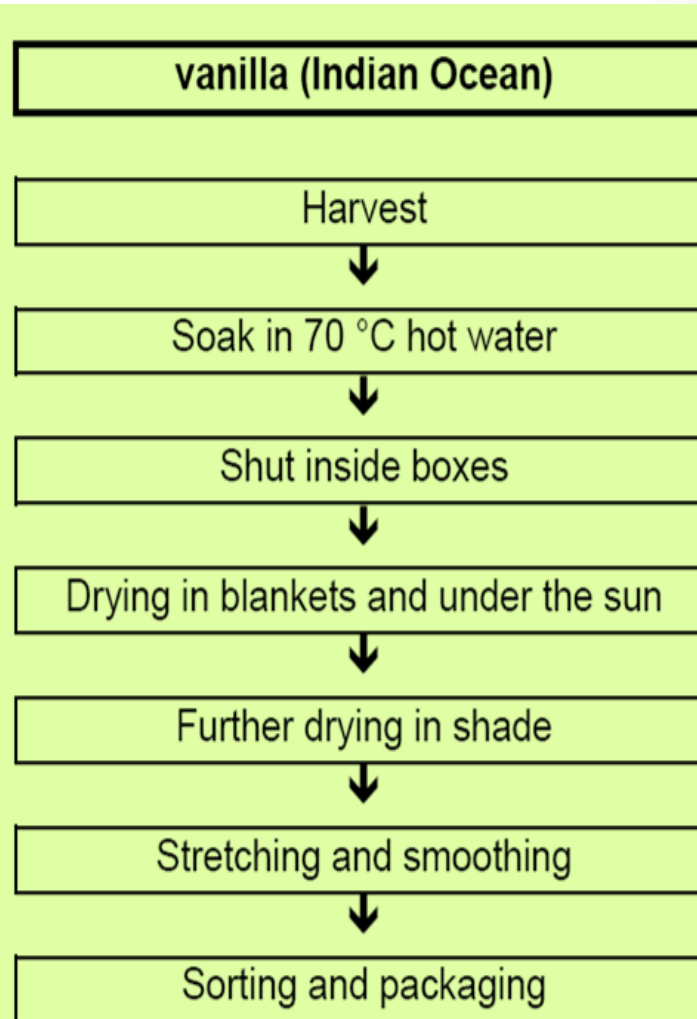 vanilla (Indian Ocean)
Harvest
Soak in 70 °C hot water
Shut inside boxes
Drying in blankets and under the sun
Further drying in shade
Stretching and smoothing
Sorting and packaging